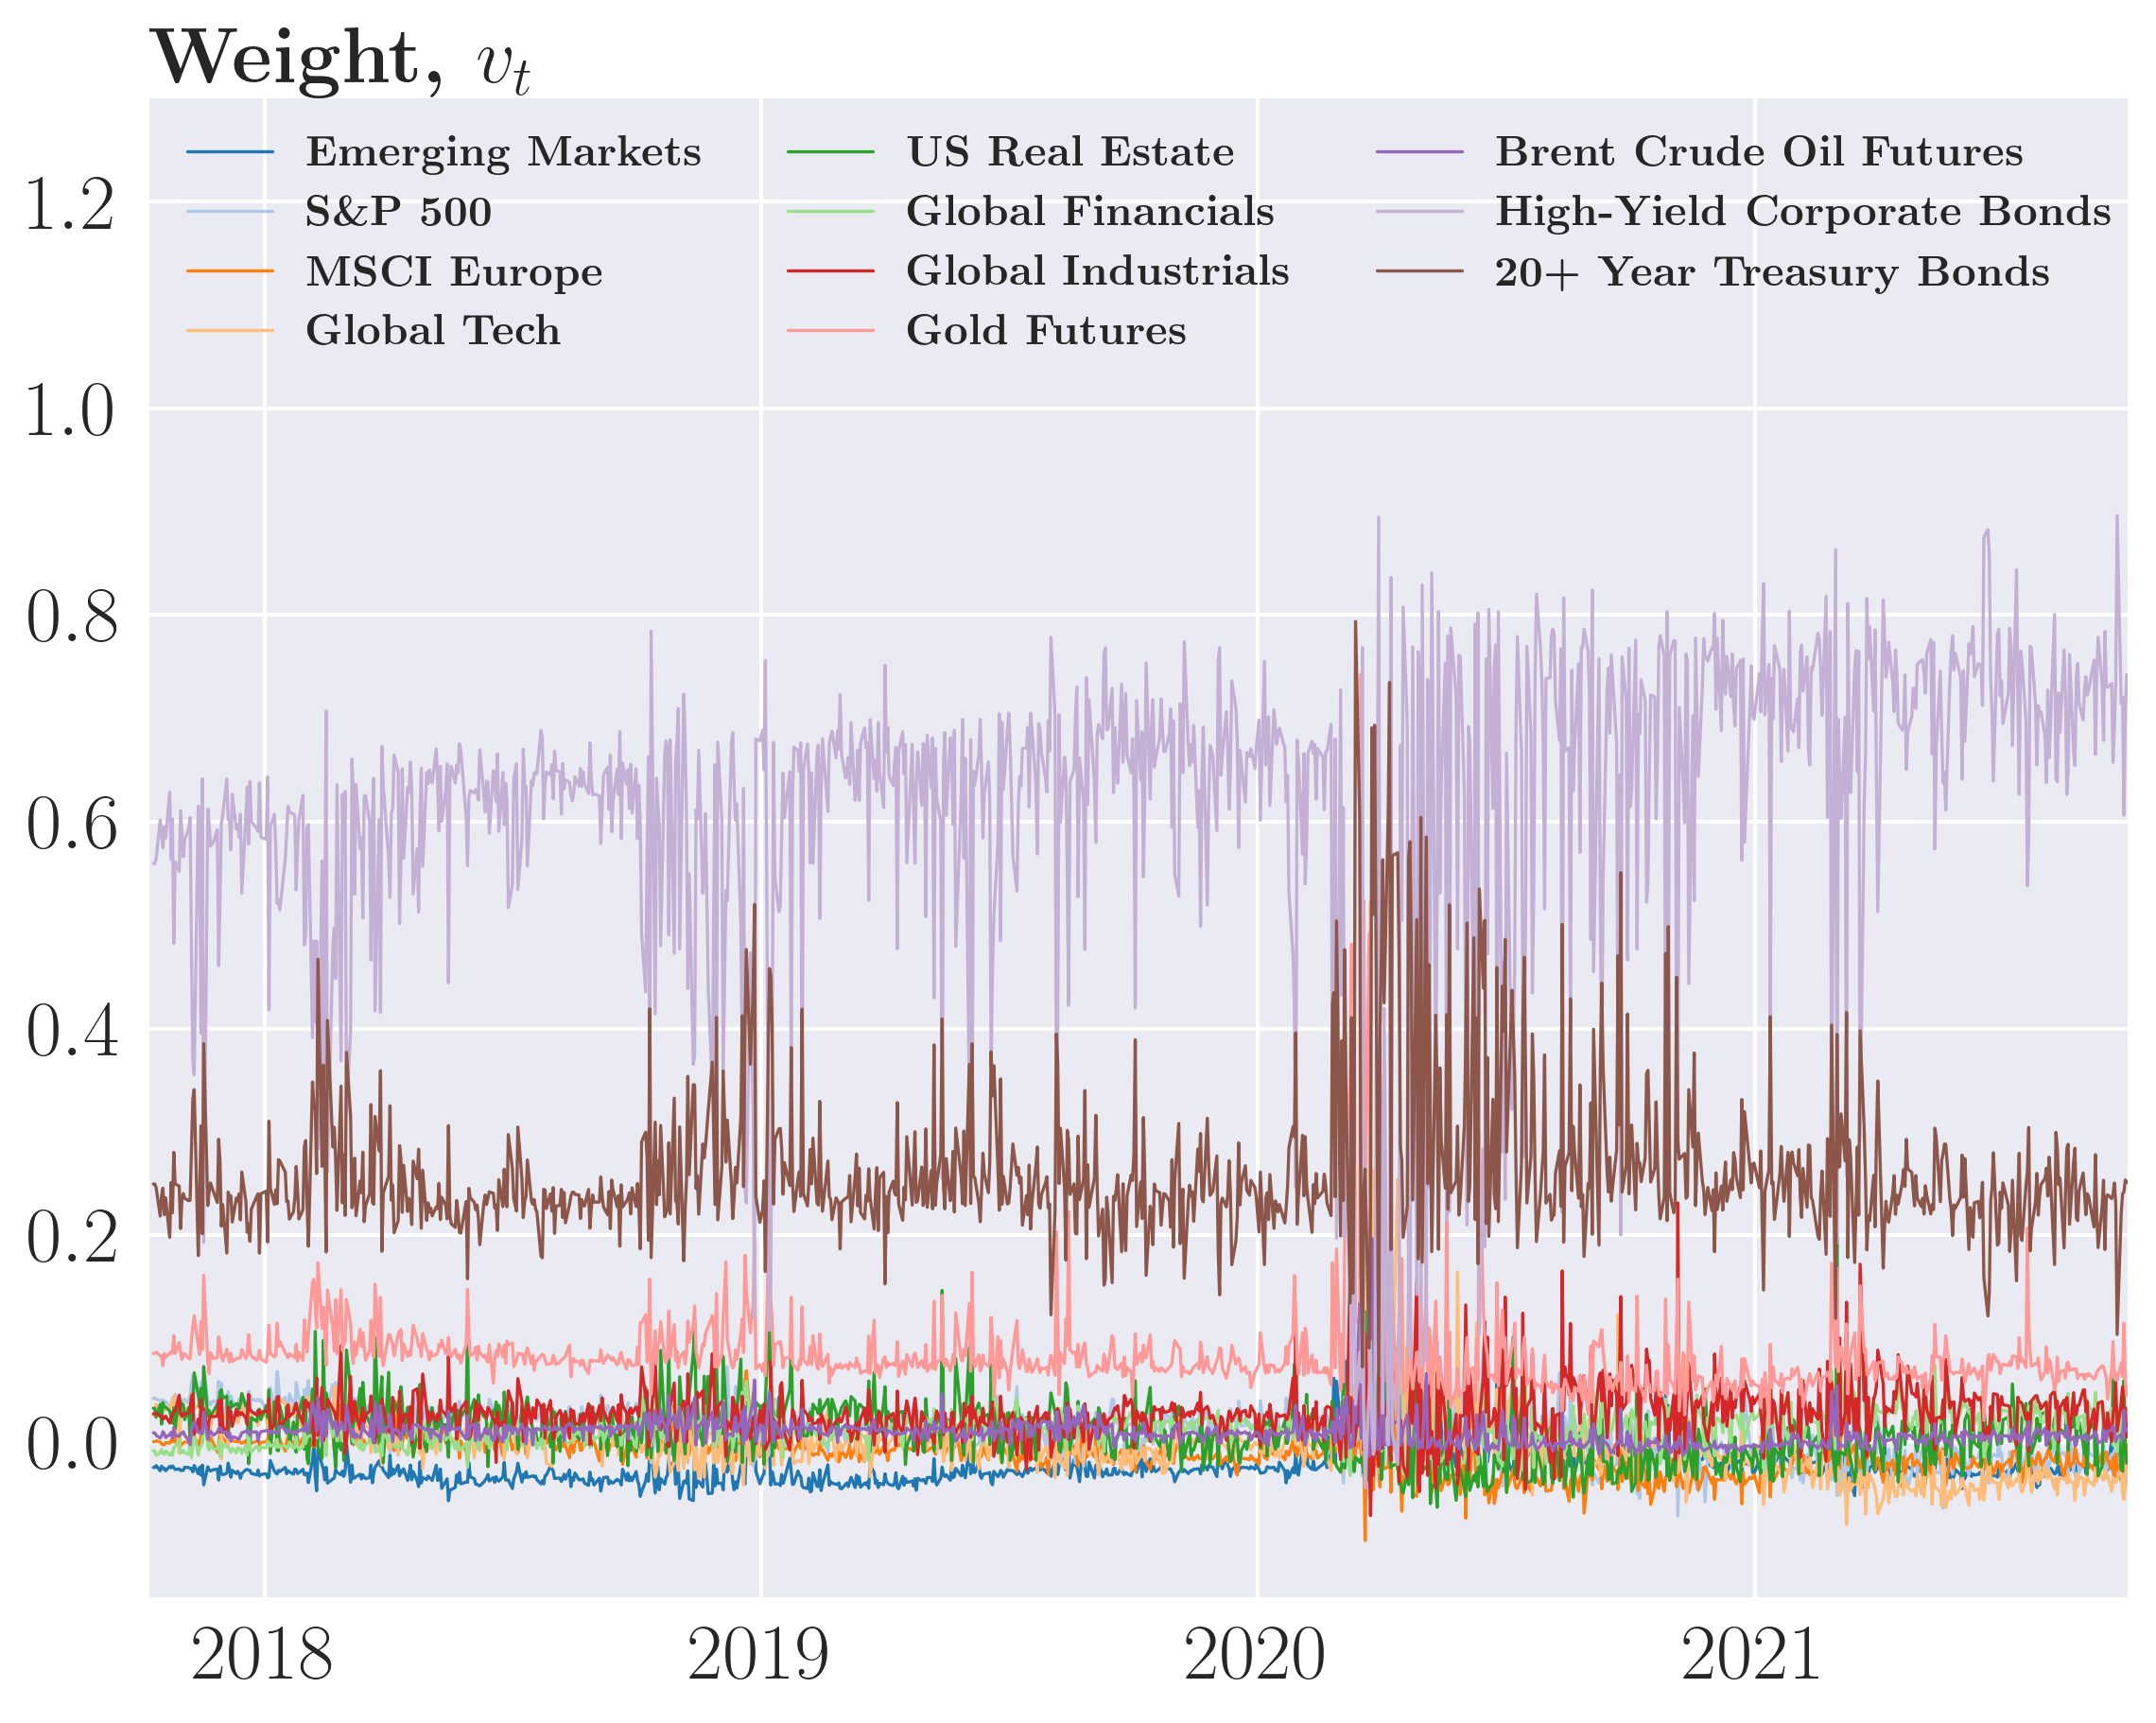 Weight, v_t
Emerging Markets
S&P 500
MSCI Europe
Global Tech
US Real Estate
Global Financials
Global Industrials
Gold Futures
Brent Crude Oil Futures
High-Yield Corporate Bonds
20+ Year Treasury Bonds
1.2
1.0
0.8
0.6
0.4
0.2
0.0
2018 2019 2020 2021